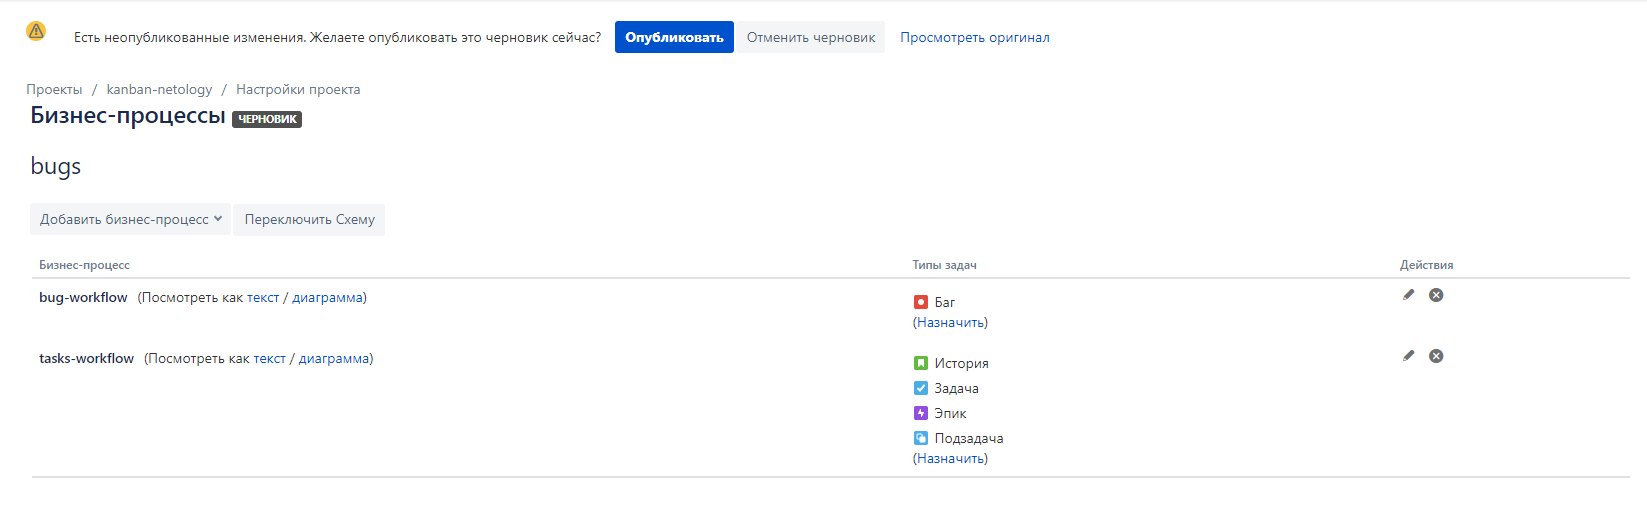 Есть неопубликованные изменения. Желаете опубликовать это черновик сейчас? Опубликовать Отменить черновик Просмотреть оригинал
Проекты / kanban-netology / Настройки проекта
Бизнес-процессы ЧЕРНОВИК
bugs
Добавить бизнес-процесс Переключить Схему
Бизнес-процесс Типы задач Действия
bug-workflow (Посмотреть как текст / диаграмма) Баг
(Назначить)
tasks-workflow (Посмотреть как текст / диаграмма) История
Задача
Эпик
Подзадача
(Назначить)